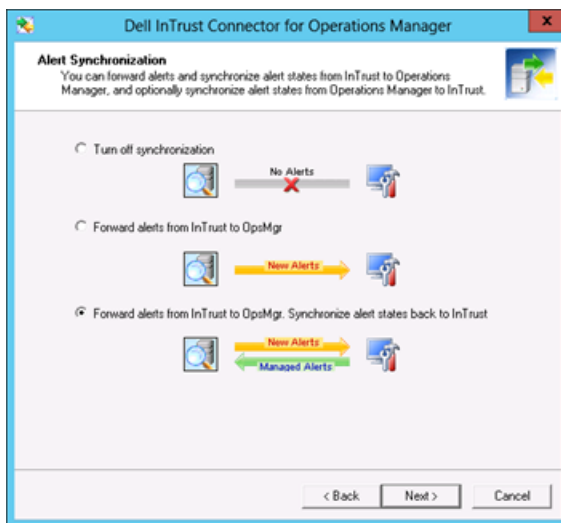 Dell InTrust Connector for Operations Manager
x
Alert Synchronization
You can forward alerts and synchronize alert states from InTrust to Operations
Manager, and optionally synchronize alert states from Operations Manager to InTrust.
Turn off synchronization
No Alerts
Forward alerts from InTrust to OpsMgr
New Alerts
Forward alerts from InTrust to OpsMgr. Synchronize alert states back to InTrust
New Alerts
Managed Alerts
< Back
Next >
Cancel